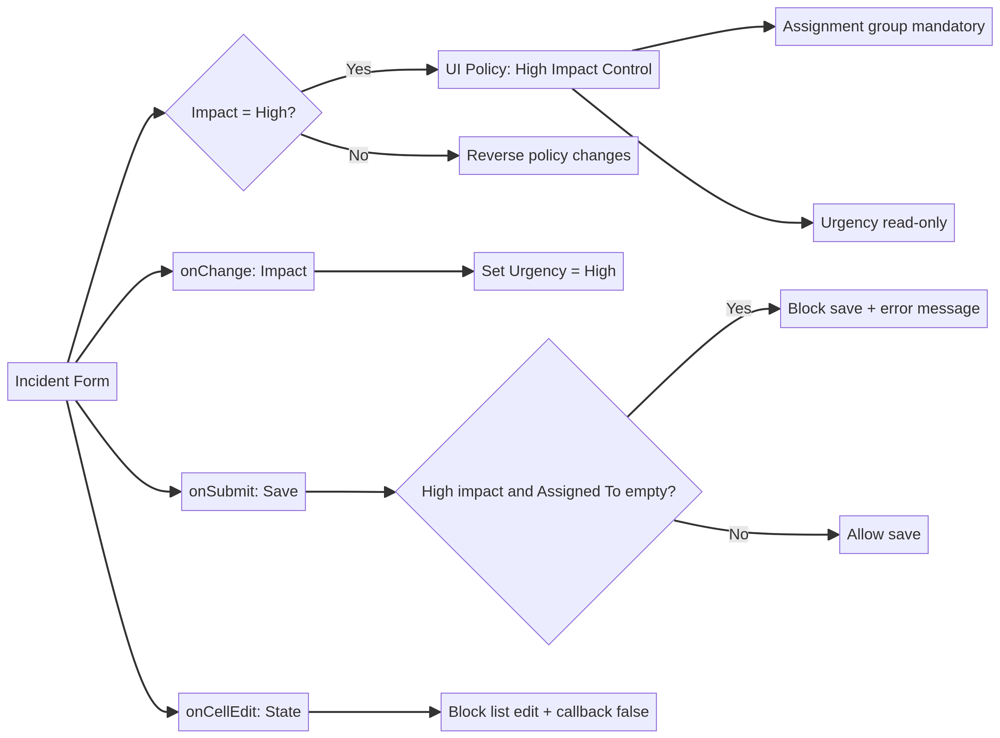 Incident Form
Impact = High?
Yes
UI Policy: High Impact Control
Assignment group mandatory
Urgency read-only
No
Reverse policy changes
onChange: Impact
Set Urgency = High
onSubmit: Save
High impact and Assigned To empty?
Yes
Block save + error message
No
Allow save
onCellEdit: State
Block list edit + callback false